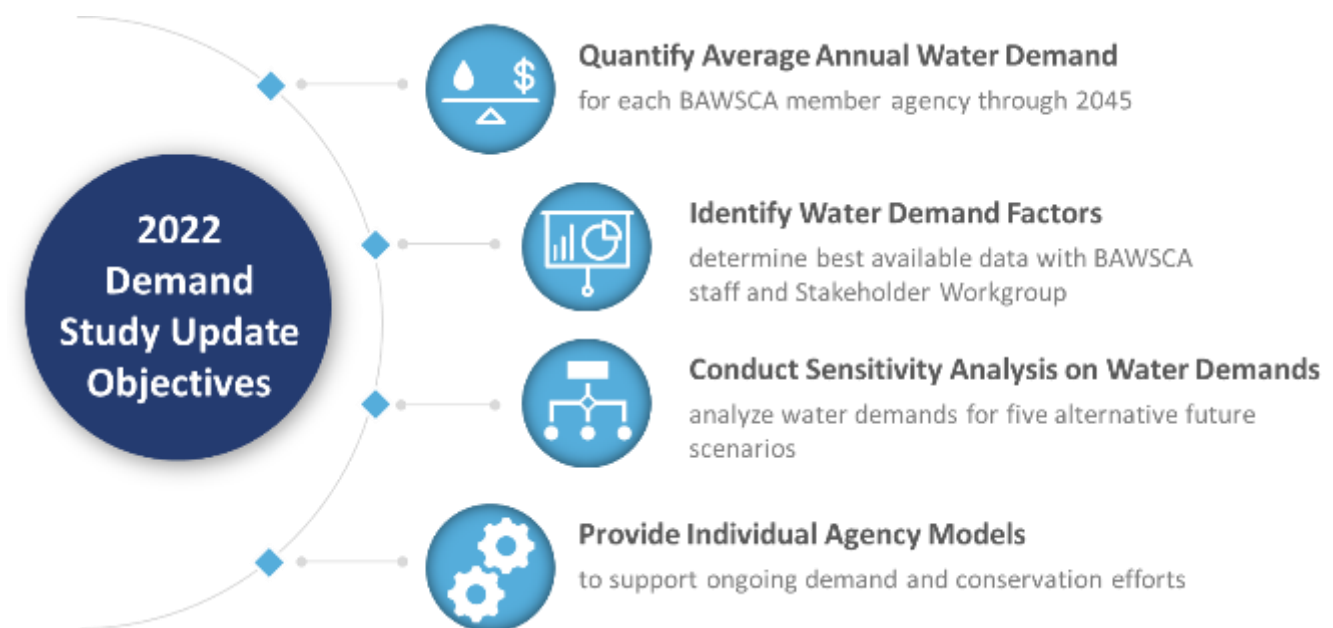 2022
Demand
Study Update
Objectives
$
Quantify Average Annual Water Demand
for each BAWSCA member agency through 2045
Identify Water Demand Factors
determine best available data with BAWSCA
staff and Stakeholder Workgroup
Conduct Sensitivity Analysis on Water Demands
analyze water demands for five alternative future
scenarios
Provide Individual Agency Models
to support ongoing demand and conservation efforts